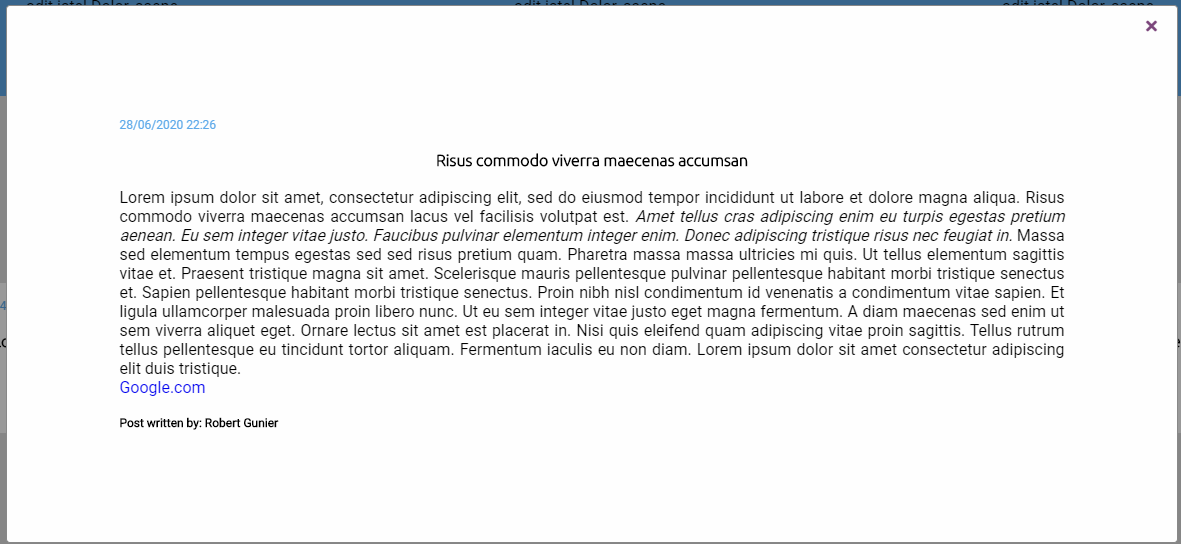 28/06/2020 22:26
Risus commodo viverra maecenas accumsan
Lorem ipsum dolor sit amet, consectetur adipiscing elit, sed do eiusmod tempor incididunt ut labore et dolore magna aliqua. Risus
commodo viverra maecenas accumsan lacus vel facilisis volutpat est. Amet tellus cras adipiscing enim eu turpis egestas pretium
aenean. Eu sem integer vitae justo. Faucibus pulvinar elementum integer enim. Donec adipiscing tristique risus nec feugiat in. Massa
sed elementum tempus egestas sed sed risus pretium quam. Pharetra massa massa ultricies mi quis. Ut tellus elementum sagittis
vitae et. Praesent tristique magna sit amet. Scelerisque mauris pellentesque pulvinar pellentesque habitant morbi tristique senectus
et. Sapien pellentesque habitant morbi tristique senectus. Proin nibh nisl condimentum id venenatis a condimentum vitae sapien. Et
ligula ullamcorper malesuada proin libero nunc. Ut eu sem integer vitae justo eget magna fermentum. A diam maecenas sed enim ut
sem viverra aliquet eget. Ornare lectus sit amet est placerat in. Nisi quis eleifend quam adipiscing vitae proin sagittis. Tellus rutrum
tellus pellentesque eu tincidunt tortor aliquam. Fermentum iaculis eu non diam. Lorem ipsum dolor sit amet consectetur adipiscing
elit duis tristique.
Google.com
Post written by: Robert Gunier